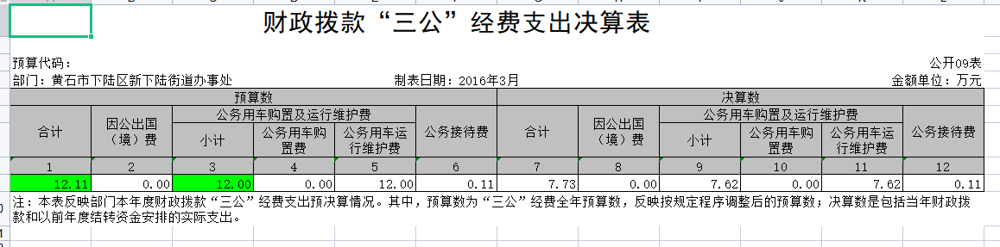 财政拨款“三公”经费支出决算表
预算代码：
公开09表
部门：黄石市下陆区新下陆街道办事处
制表日期：2016年3月
金额单位：万元
预算数
决算数
合计
因公出国（境）费
公务用车购置及运行维护费
公务接待费
合计
因公出国（境）费
公务用车购置及运行维护费
公务接待费
小计
公务用车购置费
公务用车运行维护费
小计
公务用车购置费
公务用车运行维护费
1 2 3 4 5 6 7 8 9 10 11 12
12.11 0.00 12.00 0.00 12.00 0.11 7.73 0.00 7.62 0.00 7.62 0.11
注：本表反映部门本年度财政拨款“三公”经费支出预决算情况。其中，预算数为“三公”经费全年预算数，反映按规定程序调整后的预算数；决算数是包括当年财政拨
款和以前年度结转资金安排的实际支出。